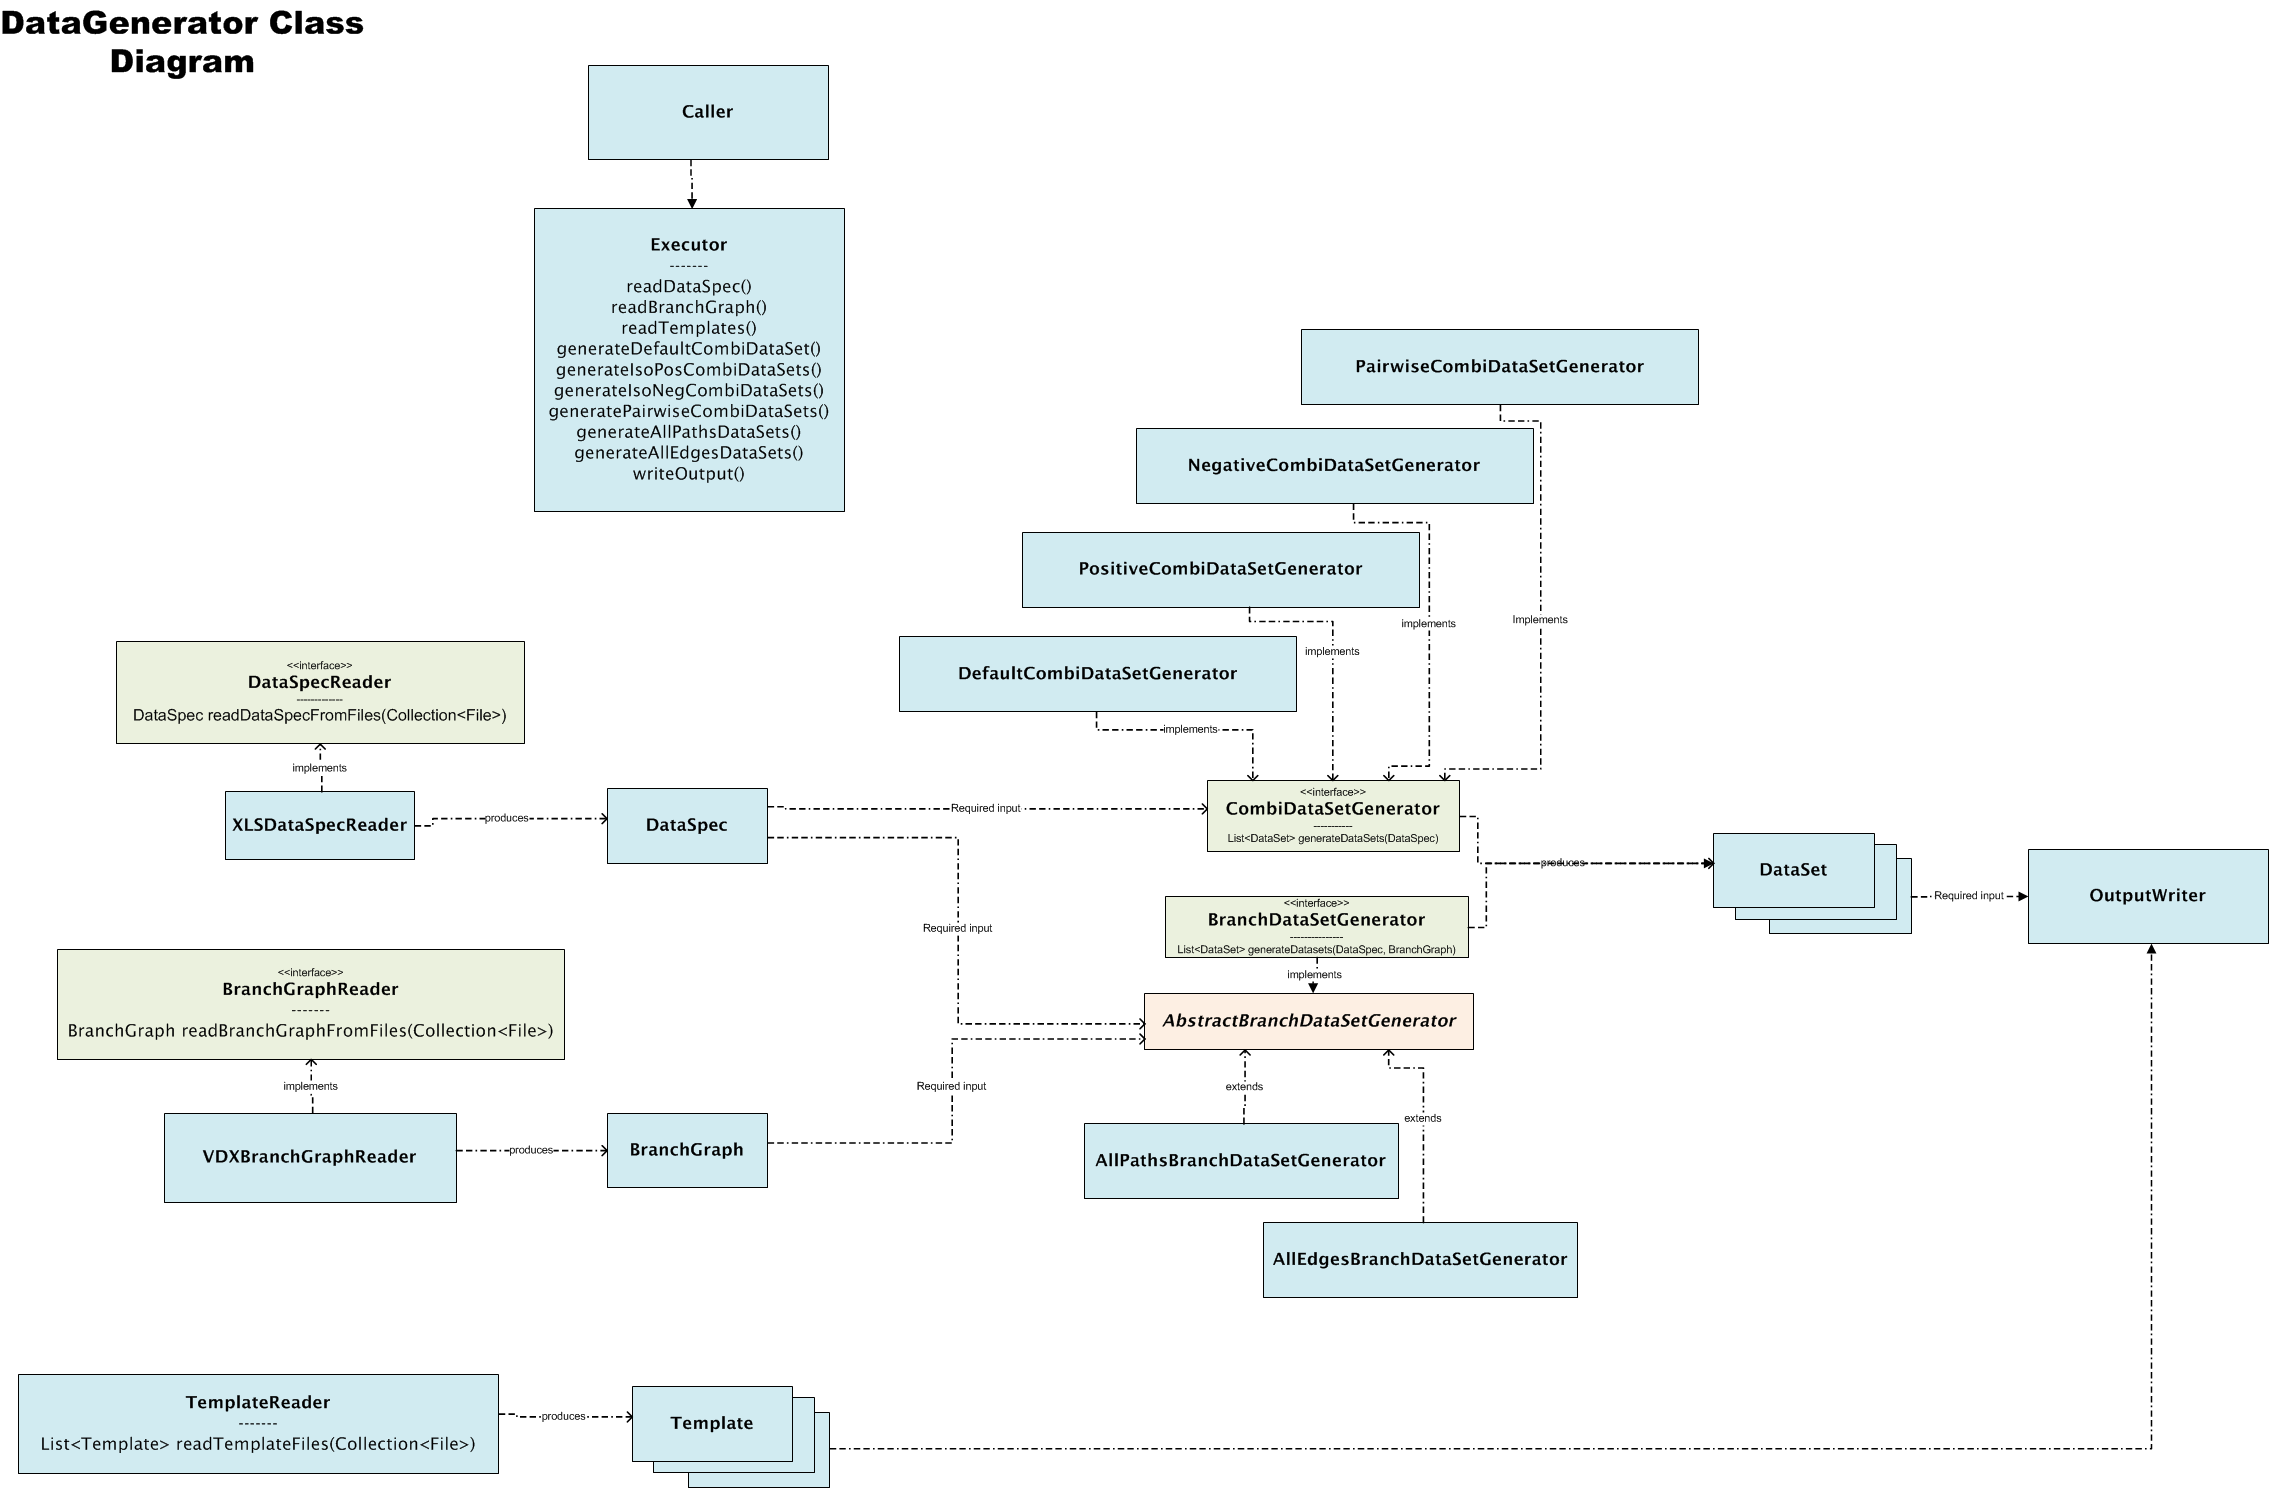 DataGenerator Class
Diagram
Caller
Executor
-------
readDataSpec()
readBranchGraph()
readTemplates()
generateDefaultCombiDataSet()
generateIsoPosCombiDataSets()
generateIsoNegCombiDataSets()
generatePairwiseCombiDataSets()
generateAllPathsDataSets()
generateAllEdgesDataSets()
writeOutput()
PairwiseCombiDataSetGenerator
NegativeCombiDataSetGenerator
PositiveCombiDataSetGenerator
DefaultCombiDataSetGenerator
Implements
implements
implements
implements
<<interface>>
DataSpecReader
-------------
DataSpec readDataSpecFromFiles(Collection<File>)
implements
XLSDataSpecReader
produces
DataSpec
Required input
<<interface>>
CombiDataSetGenerator
-----------
List<DataSet> generateDataSets(DataSpec)
produces
DataSet
Required input
OutputWriter
Required input
<<interface>>
BranchDataSetGenerator
---------------
List<DataSet> generateDatasets(DataSpec, BranchGraph)
implements
AbstractBranchDataSetGenerator
<<interface>>
BranchGraphReader
-------
BranchGraph readBranchGraphFromFiles(Collection<File>)
implements
VDXBranchGraphReader
produces
BranchGraph
Required input
extends
extends
AllPathsBranchDataSetGenerator
AllEdgesBranchDataSetGenerator
TemplateReader
-------
List<Template> readTemplateFiles(Collection<File>)
produces
Template